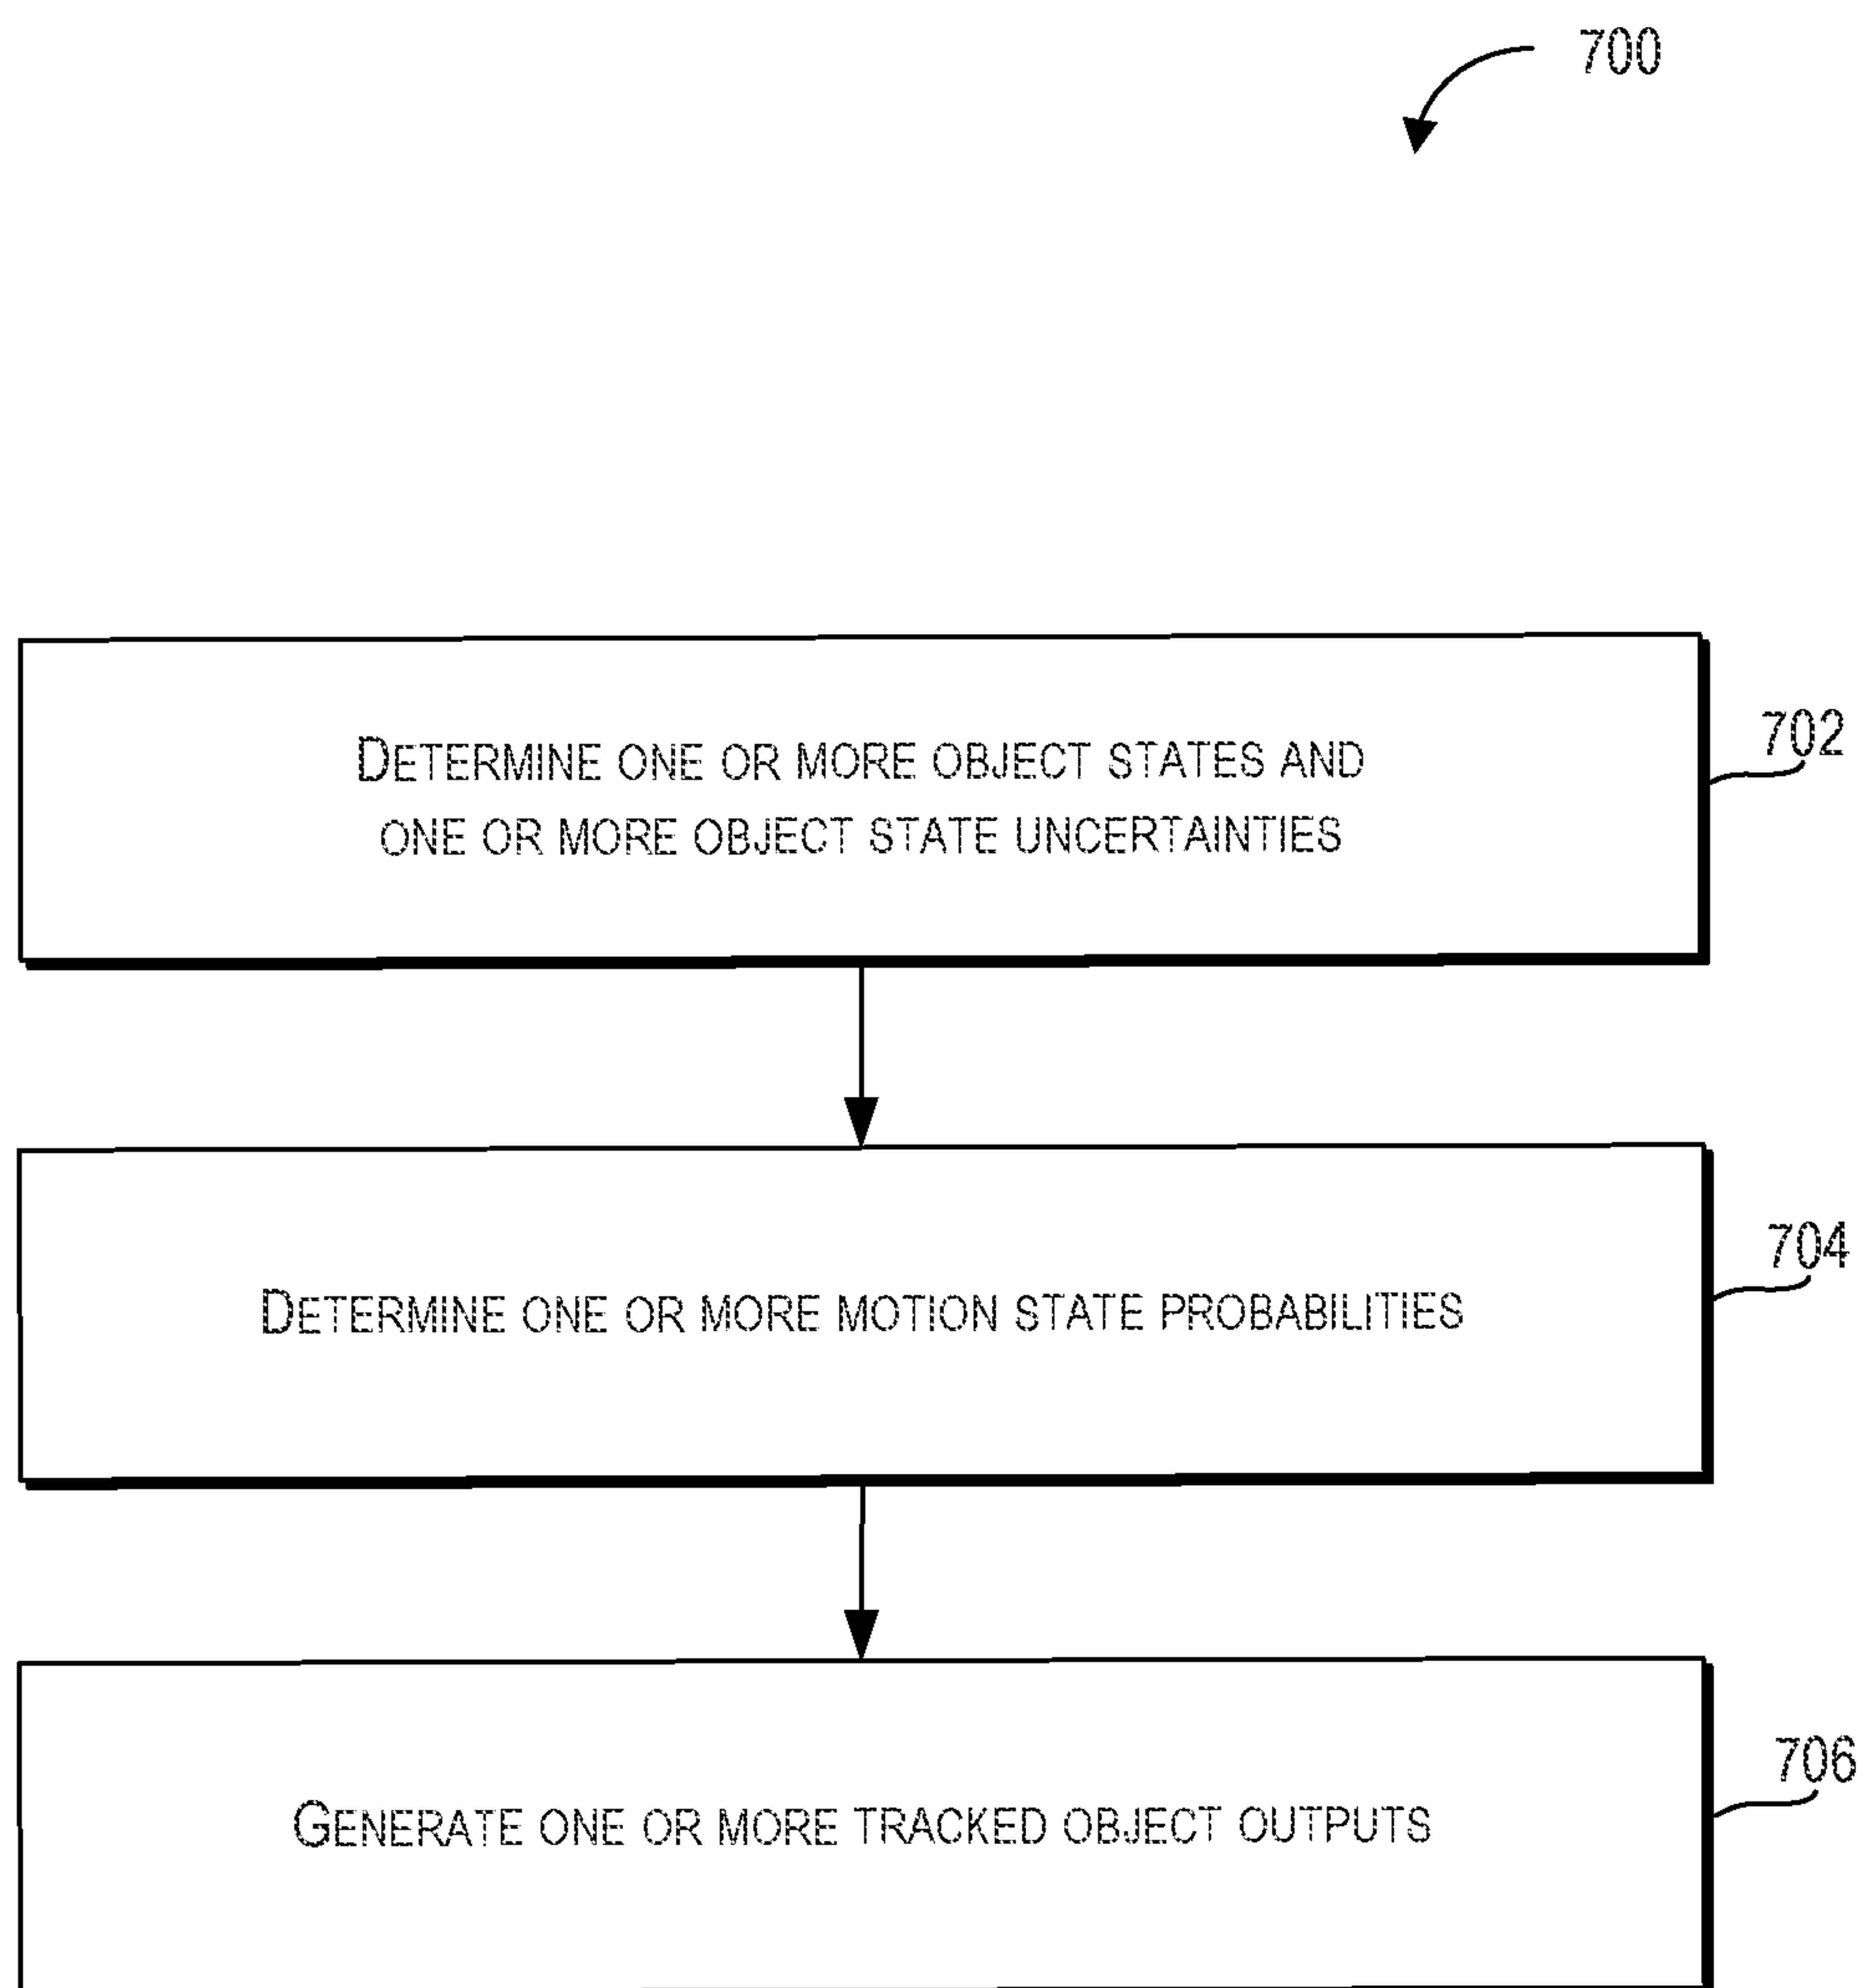 700
DETERMINE ONE OR MORE OBJECT STATES AND
ONE OR MORE OBJECT STATE UNCERTAINTIES
702
DETERMINE ONE OR MORE MOTION STATE PROBABILITIES
704
GENERATE ONE OR MORE TRACKED OBJECT OUTPUTS
706